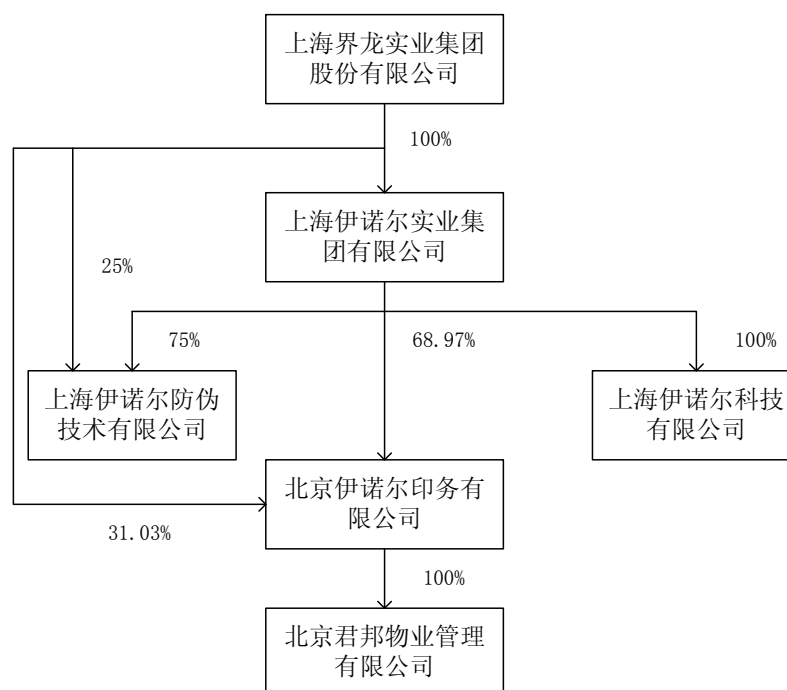 上海界龙实业集团
股份有限公司
100%
上海伊诺尔实业集
团有限公司
25%
75%
68.97%
100%
上海伊诺尔防伪
技术有限公司
上海伊诺尔科技
有限公司
北京伊诺尔印务有
限公司
31.03%
100%
北京君邦物业管理
有限公司